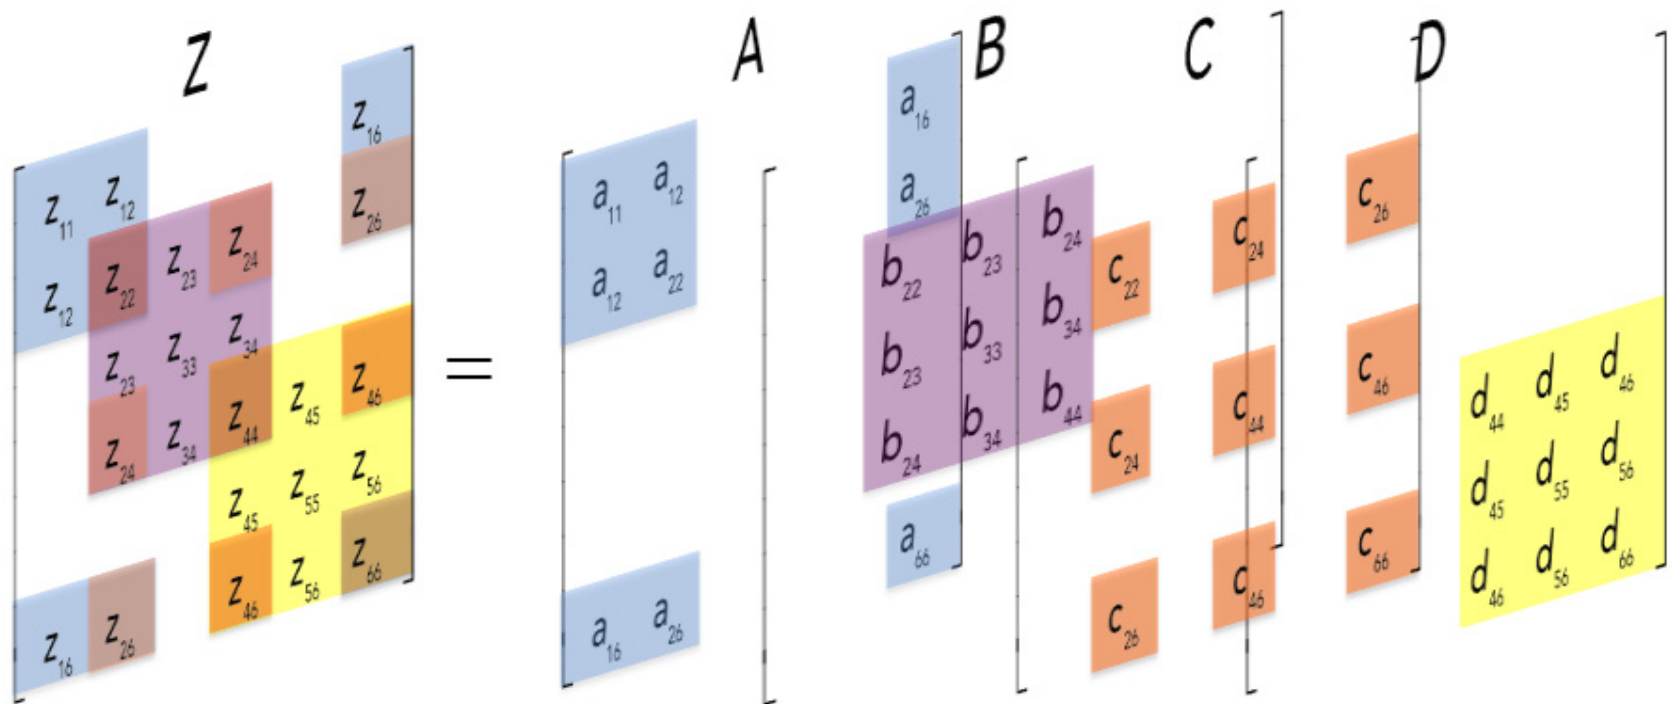 Z = A B C D
z11 z12 z16
z12 z22 z23 z24 z26
z23 z33 z34
z24 z34 z44 z45 z46
z45 z55 z56
z16 z26 z46 z56 z66
a11 a12 a16
a12 a22 a26
a16 a26 a66
b22 b23 b24
b23 b33 b34
b24 b34 b44
c22 c24 c26
c24 c44 c46
c26 c46 c66
d44 d45 d46
d45 d55 d56
d46 d56 d66